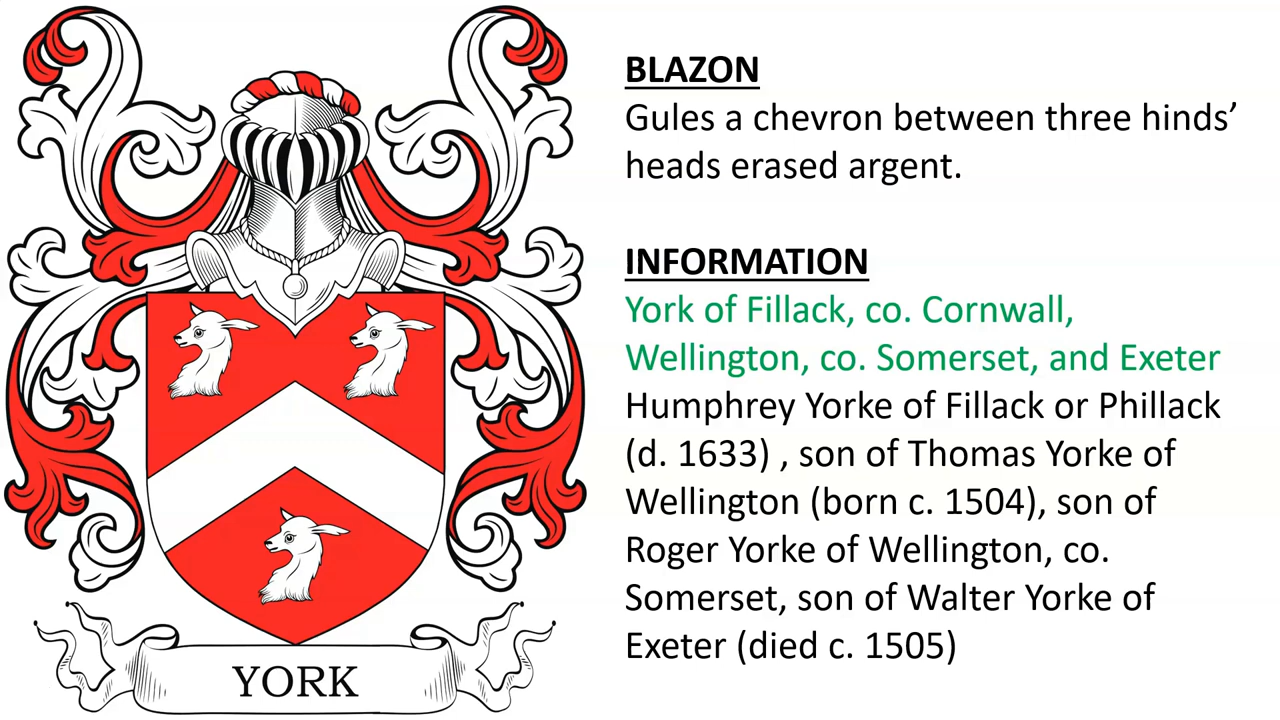 BLAZON
Gules a chevron between three hinds’
heads erased argent.
INFORMATION
York of Fillack, co. Cornwall,
Wellington, co. Somerset, and Exeter
Humphrey Yorke of Fillack or Phillack
(d. 1633) , son of Thomas Yorke of
Wellington (born c. 1504), son of
Roger Yorke of Wellington, co.
Somerset, son of Walter Yorke of
Exeter (died c. 1505)
YORK